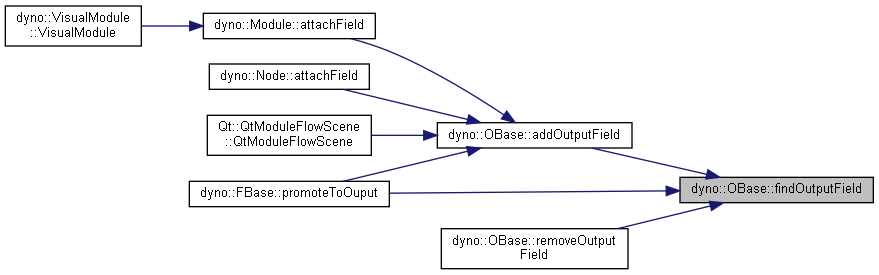 dyno::VisualModule
::VisualModule
dyno::Module::attachField
dyno::Node::attachField
Qt::QtModuleFlowScene
::QtModuleFlowScene
dyno::OBase::addOutputField
dyno::FBase::promoteToOuput
dyno::OBase::findOutputField
dyno::OBase::removeOutput
Field